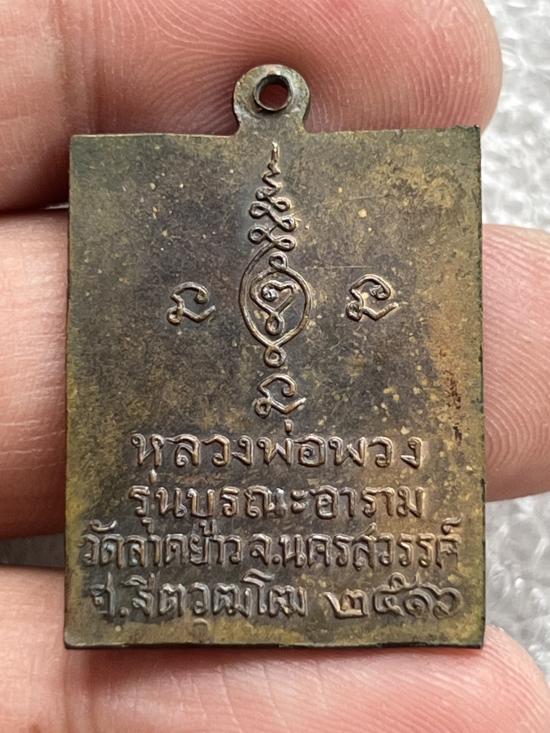 หลวงพ่อพวง
รุ่นบูรณะอาราม
วัดลาดยาว จ.นครสวรรค์
ฮ.ฐิตวุฒโฒ ๒๕๑๖